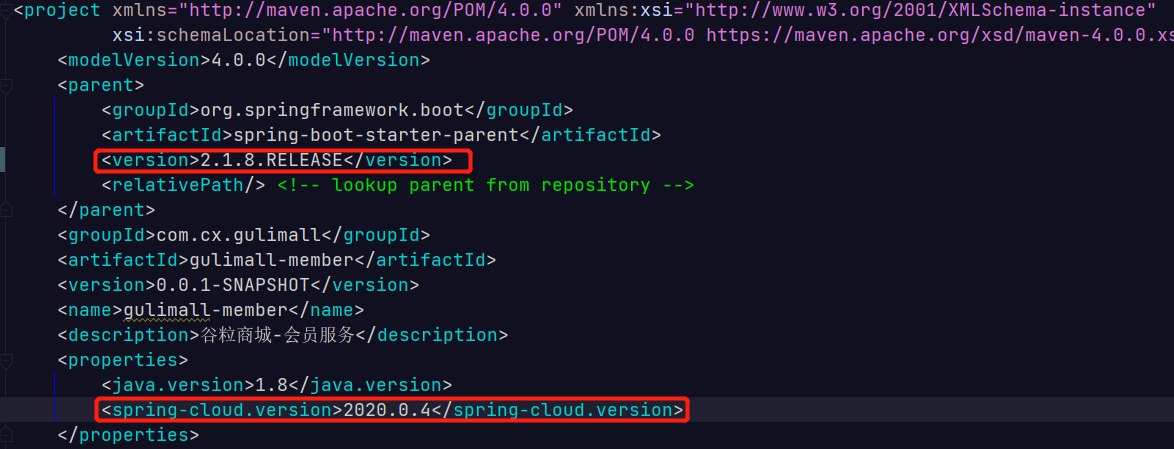 <project xmlns="http://maven.apache.org/POM/4.0.0" xmlns:xsi="http://www.w3.org/2001/XMLSchema-instance"
xsi:schemaLocation="http://maven.apache.org/POM/4.0.0 https://maven.apache.org/xsd/maven-4.0.0.xs
<modelVersion>4.0.0</modelVersion>
<parent>
<groupId>org.springframework.boot</groupId>
<artifactId>spring-boot-starter-parent</artifactId>
<version>2.1.8.RELEASE</version>
<relativePath/> <!-- lookup parent from repository -->
</parent>
<groupId>com.cx.gulimall</groupId>
<artifactId>gulimall-member</artifactId>
<version>0.0.1-SNAPSHOT</version>
<name>gulimall-member</name>
<description>谷粒商城-会员服务</description>
<properties>
<java.version>1.8</java.version>
<spring-cloud.version>2020.0.4</spring-cloud.version>
</properties>